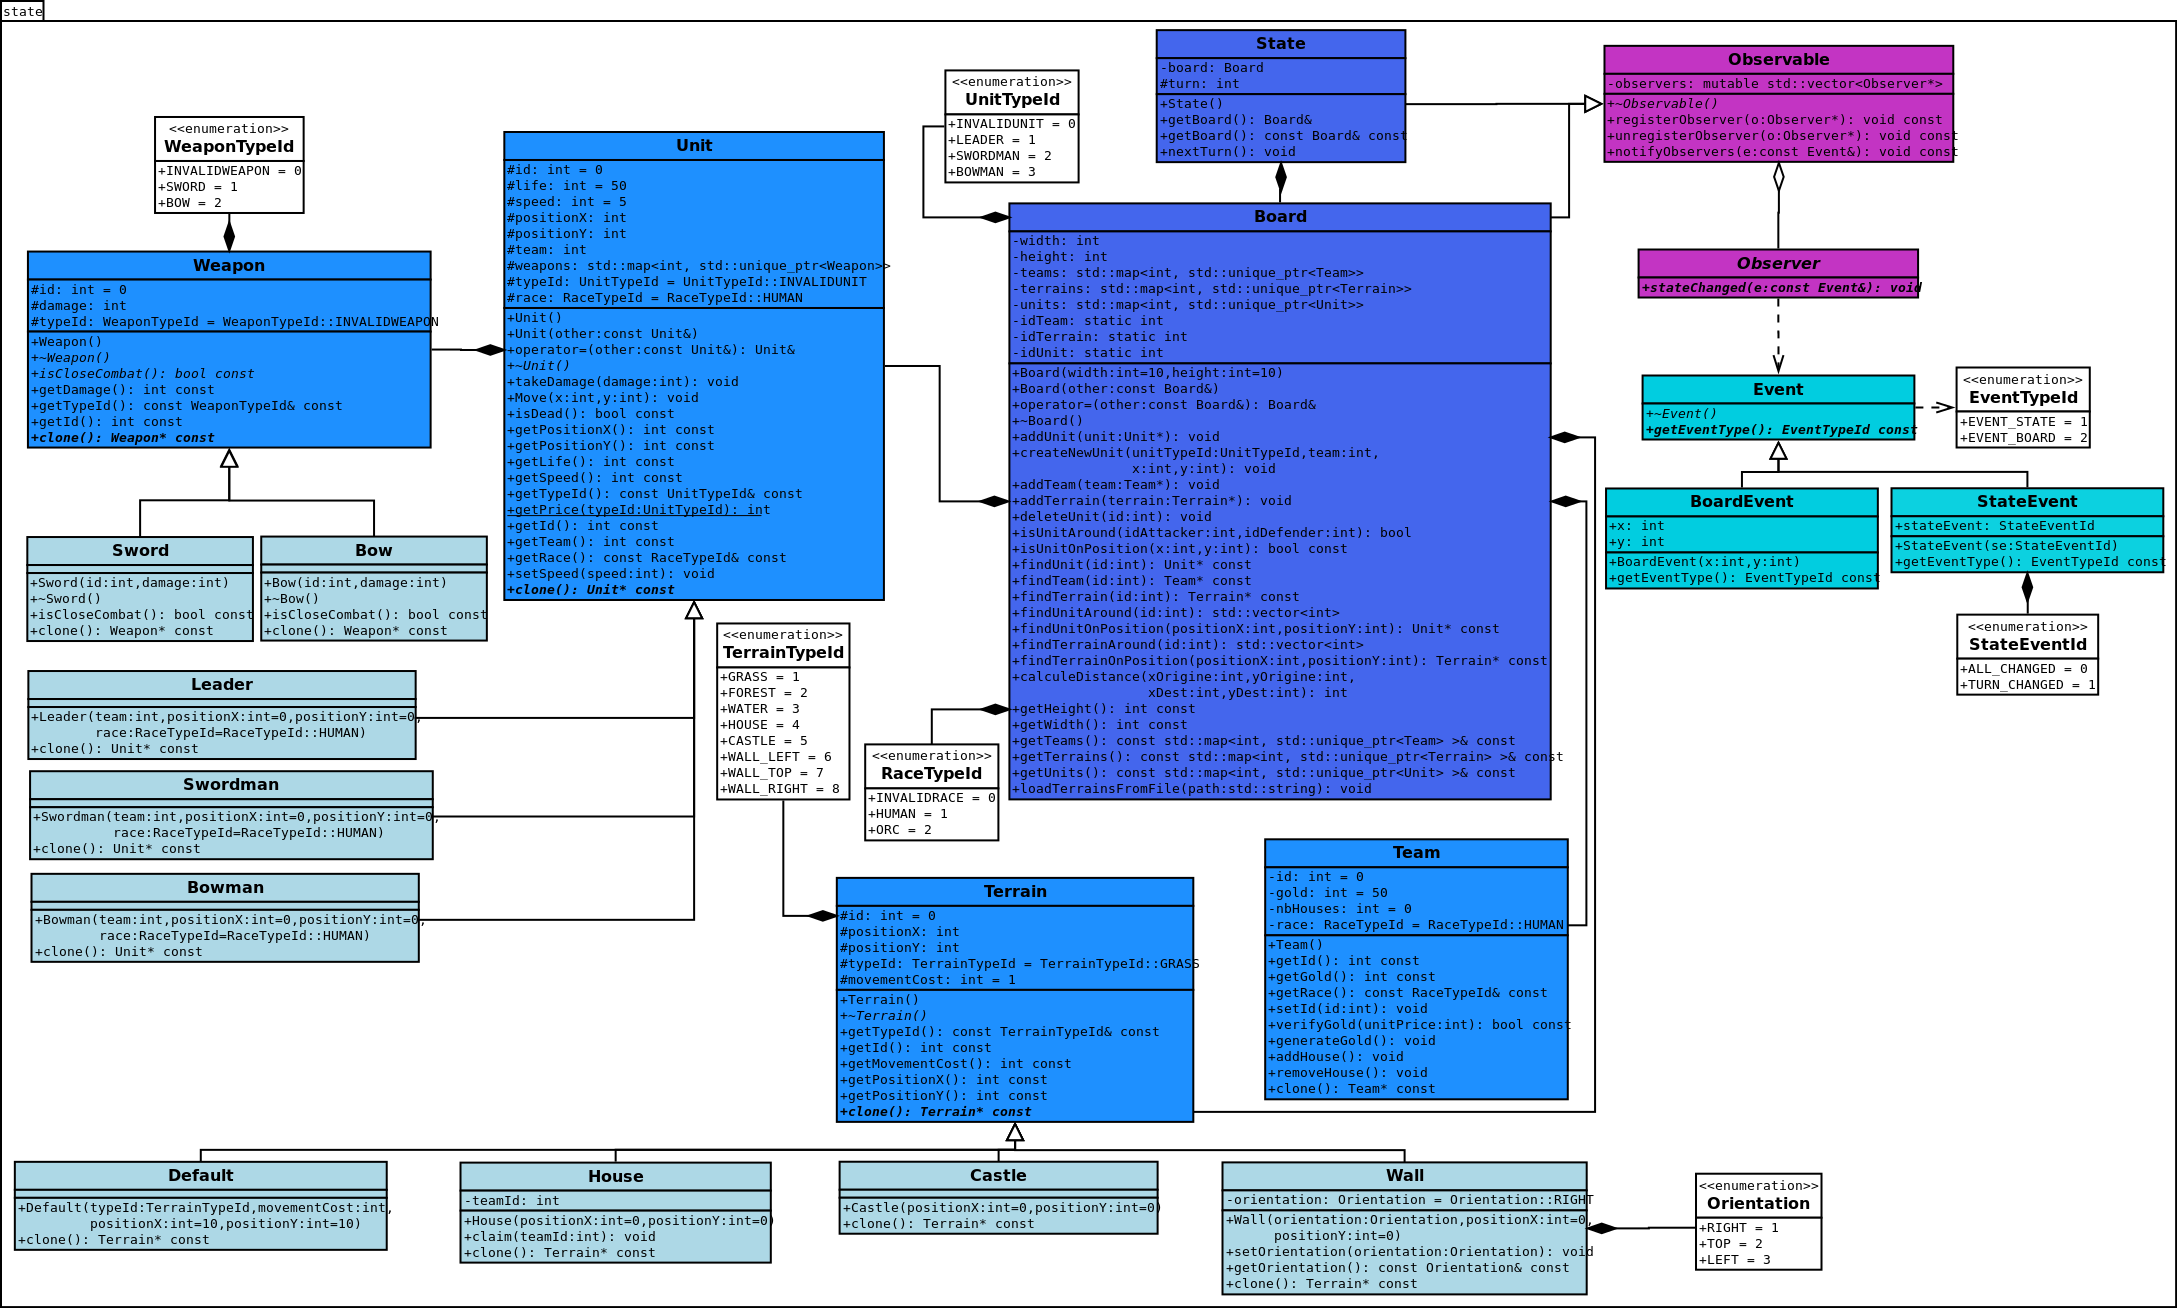 state
<<enumeration>>
WeaponTypeId
+INVALIDWEAPON = 0
+SWORD = 1
+BOW = 2
Weapon
#id: int = 0
#damage: int
#typeId: WeaponTypeId = WeaponTypeId::INVALIDWEAPON
+Weapon()
+~Weapon()
+isCloseCombat(): bool const
+getDamage(): int const
+getTypeId(): const WeaponTypeId& const
+getId(): int const
+clone(): Weapon* const
Sword
+Sword(id:int,damage:int)
+~Sword()
+isCloseCombat(): bool const
+clone(): Weapon* const
Bow
+Bow(id:int,damage:int)
+~Bow()
+isCloseCombat(): bool const
+clone(): Weapon* const
Leader
+Leader(team:int,positionX:int=0,positionY:int=0,
race:RaceTypeId=RaceTypeId::HUMAN)
+clone(): Unit* const
Swordman
+Swordman(team:int,positionX:int=0,positionY:int=0,
race:RaceTypeId=RaceTypeId::HUMAN)
+clone(): Unit* const
Bowman
+Bowman(team:int,positionX:int=0,positionY:int=0,
race:RaceTypeId=RaceTypeId::HUMAN)
+clone(): Unit* const
Unit
#id: int = 0
#life: int = 50
#speed: int = 5
#positionX: int
#positionY: int
#team: int
#weapons: std::map<int, std::unique_ptr<Weapon>>
#typeId: UnitTypeId = UnitTypeId::INVALIDUNIT
#race: RaceTypeId = RaceTypeId::HUMAN
+Unit()
+Unit(other:const Unit&)
+operator=(other:const Unit&): Unit&
+~Unit()
+takeDamage(damage:int): void
+Move(x:int,y:int): void
+isDead(): bool const
+getPositionX(): int const
+getPositionY(): int const
+getLife(): int const
+getSpeed(): int const
+getTypeId(): const UnitTypeId& const
+getPrice(typeId:UnitTypeId): int
+getId(): int const
+getTeam(): int const
+getRace(): const RaceTypeId& const
+setSpeed(speed:int): void
+clone(): Unit* const
<<enumeration>>
TerrainTypeId
+GRASS = 1
+FOREST = 2
+WATER = 3
+HOUSE = 4
+CASTLE = 5
+WALL_LEFT = 6
+WALL_TOP = 7
+WALL_RIGHT = 8
<<enumeration>>
RaceTypeId
+INVALIDRACE = 0
+HUMAN = 1
+ORC = 2
<<enumeration>>
UnitTypeId
+INVALIDUNIT = 0
+LEADER = 1
+SWORDMAN = 2
+BOWMAN = 3
State
-board: Board
#turn: int
+State()
+getBoard(): Board&
+getBoard(): const Board& const
+nextTurn(): void
Board
-width: int
-height: int
-teams: std::map<int, std::unique_ptr<Team>>
-terrains: std::map<int, std::unique_ptr<Terrain>>
-units: std::map<int, std::unique_ptr<Unit>>
-idTeam: static int
-idTerrain: static int
-idUnit: static int
+Board(width:int=10,height:int=10)
+Board(other:const Board&)
+operator=(other:const Board&): Board&
+~Board()
+addUnit(unit:Unit*): void
+createNewUnit(unitTypeId:UnitTypeId,team:int,
x:int,y:int): void
+addTeam(team:Team*): void
+addTerrain(terrain:Terrain*): void
+deleteUnit(id:int): void
+isUnitAround(idAttacker:int,idDefender:int): bool
+isUnitOnPosition(x:int,y:int): bool const
+findUnit(id:int): Unit* const
+findTeam(id:int): Team* const
+findTerrain(id:int): Terrain* const
+findUnitAround(id:int): std::vector<int>
+findUnitOnPosition(positionX:int,positionY:int): Unit* const
+findTerrainAround(id:int): std::vector<int>
+findTerrainOnPosition(positionX:int,positionY:int): Terrain* const
+calculeDistance(xOrigine:int,yOrigine:int,
xDest:int,yDest:int): int
+getHeight(): int const
+getWidth(): int const
+getTeams(): const std::map<int, std::unique_ptr<Team> >& const
+getTerrains(): const std::map<int, std::unique_ptr<Terrain> >& const
+getUnits(): const std::map<int, std::unique_ptr<Unit> >& const
+loadTerrainsFromFile(path:std::string): void
Observable
-observers: mutable std::vector<Observer*>
+~Observable()
+registerObserver(o:Observer*): void const
+unregisterObserver(o:Observer*): void const
+notifyObservers(e:const Event&): void const
Observer
+stateChanged(e:const Event&): void
Event
+~Event()
+getEventType(): EventTypeId const
<<enumeration>>
EventTypeId
+EVENT_STATE = 1
+EVENT_BOARD = 2
BoardEvent
+x: int
+y: int
+BoardEvent(x:int,y:int)
+getEventType(): EventTypeId const
StateEvent
+stateEvent: StateEventId
+StateEvent(se:StateEventId)
+getEventType(): EventTypeId const
<<enumeration>>
StateEventId
+ALL_CHANGED = 0
+TURN_CHANGED = 1
Team
-id: int = 0
-gold: int = 50
-nbHouses: int = 0
-race: RaceTypeId = RaceTypeId::HUMAN
+Team()
+getId(): int const
+getGold(): int const
+getRace(): const RaceTypeId& const
+setId(id:int): void
+verifyGold(unitPrice:int): bool const
+generateGold(): void
+addHouse(): void
+removeHouse(): void
+clone(): Team* const
Terrain
#id: int = 0
#positionX: int
#positionY: int
#typeId: TerrainTypeId = TerrainTypeId::GRASS
#movementCost: int = 1
+Terrain()
+~Terrain()
+getTypeId(): const TerrainTypeId& const
+getId(): int const
+getMovementCost(): int const
+getPositionX(): int const
+getPositionY(): int const
+clone(): Terrain* const
Default
+Default(typeId:TerrainTypeId,movementCost:int,
positionX:int=10,positionY:int=10)
+clone(): Terrain* const
House
-teamId: int
+House(positionX:int=0,positionY:int=0)
+claim(teamId:int): void
+clone(): Terrain* const
Castle
+Castle(positionX:int=0,positionY:int=0)
+clone(): Terrain* const
Wall
-orientation: Orientation = Orientation::RIGHT
+Wall(orientation:Orientation,positionX:int=0,
positionY:int=0)
+setOrientation(orientation:Orientation): void
+getOrientation(): const Orientation& const
+clone(): Terrain* const
<<enumeration>>
Orientation
+RIGHT = 1
+TOP = 2
+LEFT = 3